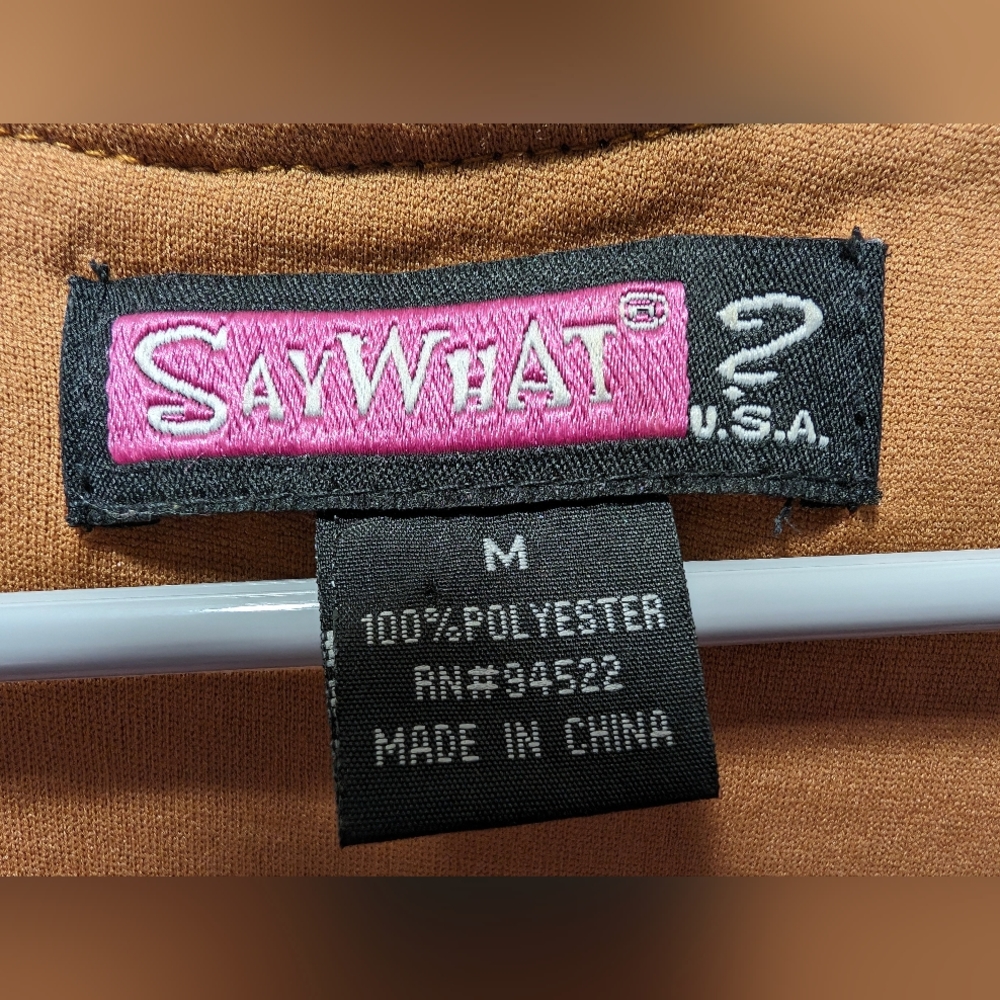 SAYWHAT® ?
U.S.A.
M
100%POLYESTER
RN#94522
MADE IN CHINA